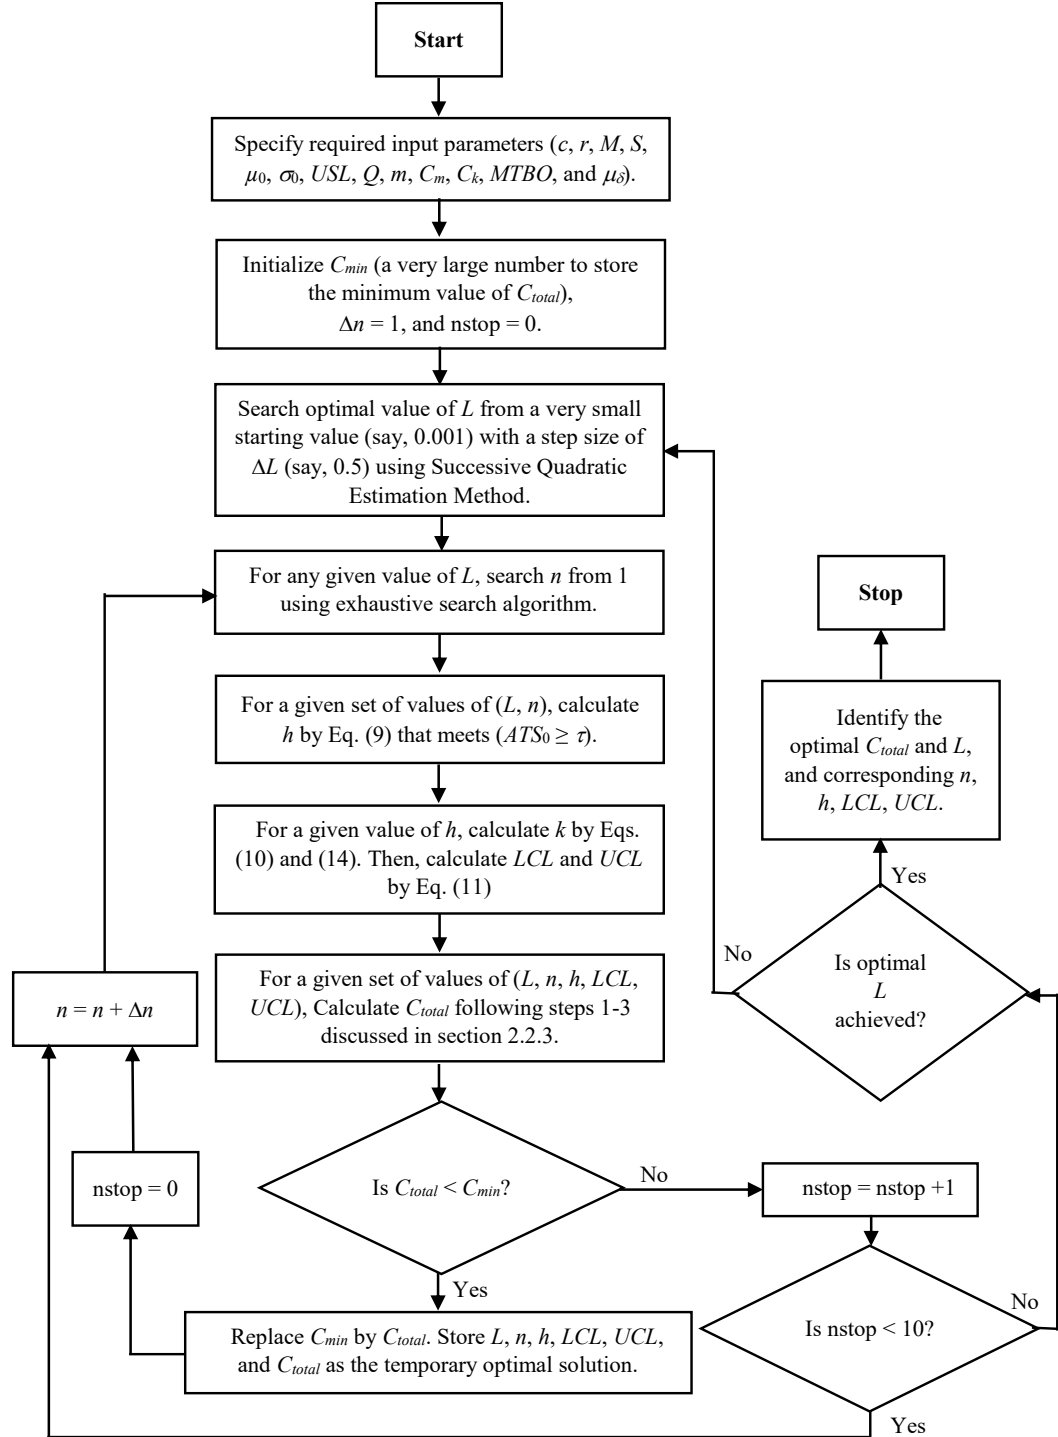 Start
Specify required input parameters (c, r, M, S,
μ0, σ0, USL, Q, m, Cm, Ck, MTBO, and μδ).
Initialize Cmin (a very large number to store
the minimum value of Ctotal),
Δn = 1, and nstop = 0.
Search optimal value of L from a very small
starting value (say, 0.001) with a step size of
ΔL (say, 0.5) using Successive Quadratic
Estimation Method.
For any given value of L, search n from 1
using exhaustive search algorithm.
For a given set of values of (L, n), calculate
h by Eq. (9) that meets (ATS0 ≥ τ).
For a given value of h, calculate k by Eqs.
(10) and (14). Then, calculate LCL and UCL
by Eq. (11)
For a given set of values of (L, n, h, LCL,
UCL), Calculate Ctotal following steps 1-3
discussed in section 2.2.3.
Is Ctotal < Cmin?
Yes
No
Replace Cmin by Ctotal. Store L, n, h, LCL, UCL,
and Ctotal as the temporary optimal solution.
nstop = 0
n = n + Δn
nstop = nstop +1
Is nstop < 10?
Yes
No
Is optimal
L
achieved?
No
Yes
Identify the
optimal Ctotal and L,
and corresponding n,
h, LCL, UCL.
Stop